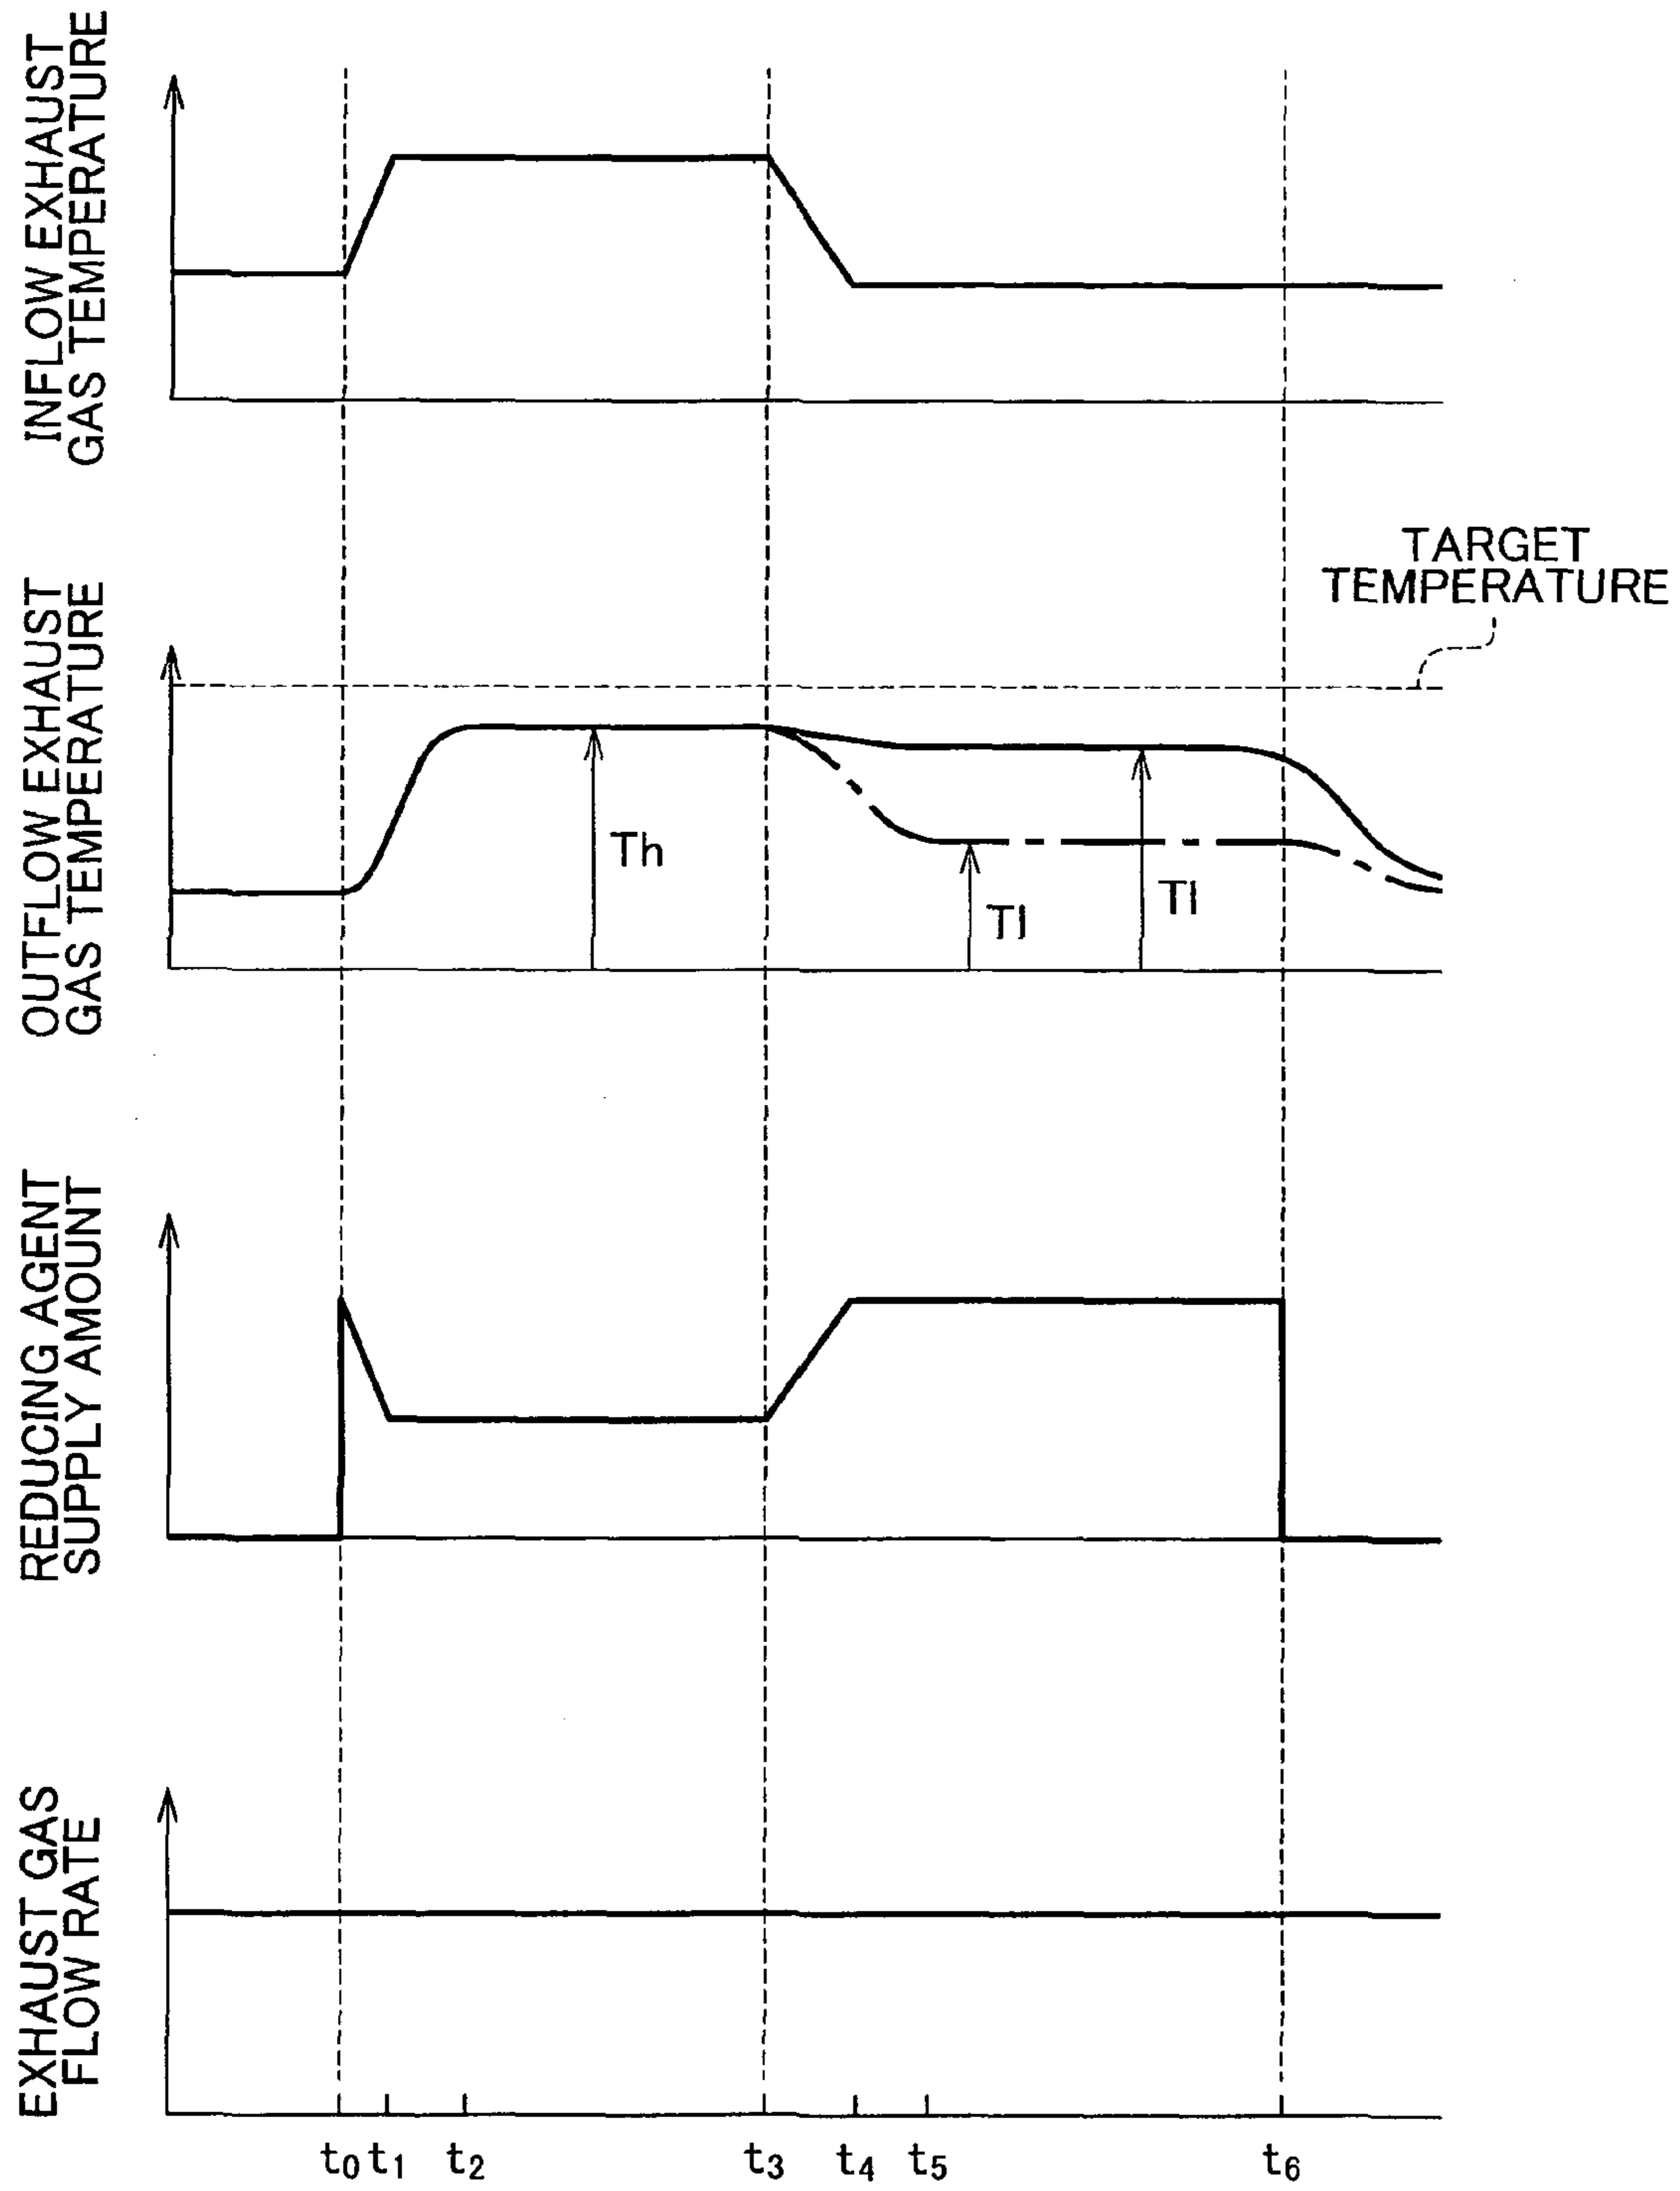 INFLOW EXHAUST
GAS TEMPERATURE
TARGET
TEMPERATURE
OUTFLOW EXHAUST
GAS TEMPERATURE
Th
Tl
Tl
REDUCING AGENT
SUPPLY AMOUNT
EXHAUST GAS
FLOW RATE
t0 t1 t2 t3 t4 t5 t6